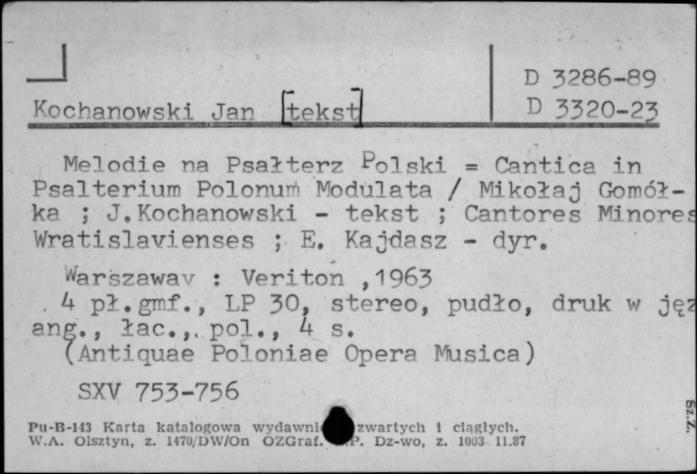 D 3286-89
Kochanowski Jan [tekst] D 3320-23
Melodie na Psałterz Polski = Cantica in
Psalterium Polonum Modulata / Mikołaj Gomół-
ka ; J.Kochanowski - tekst ; Cantores Minores
Wratislavienses ; E. Kajdasz - dyr.
Warszawav : Veriton ,1963
4 pł.gmf., LP 30, stereo, pudło, druk w jęz
ang., łac., pol., 4 s.
(Antiquae Poloniae Opera Musica)
SXV 753-756
Pu-B-143 Karta katalogowa wydawni zwartych i ciągłych.
W.A. Olsztyn, z. 1470/DW/On OZGraf. P. Dz-wo, z. 1003 11.87
Sz.Z.